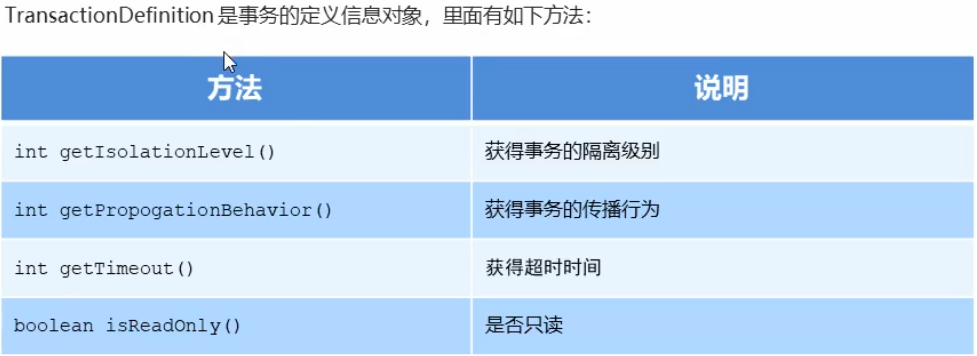 TransactionDefinition 是事务的定义信息对象，里面有如下方法：
方法 说明
int getIsolationLevel() 获得事务的隔离级别
int getPropogationBehavior() 获得事务的传播行为
int getTimeout() 获得超时时间
boolean isReadOnly() 是否只读